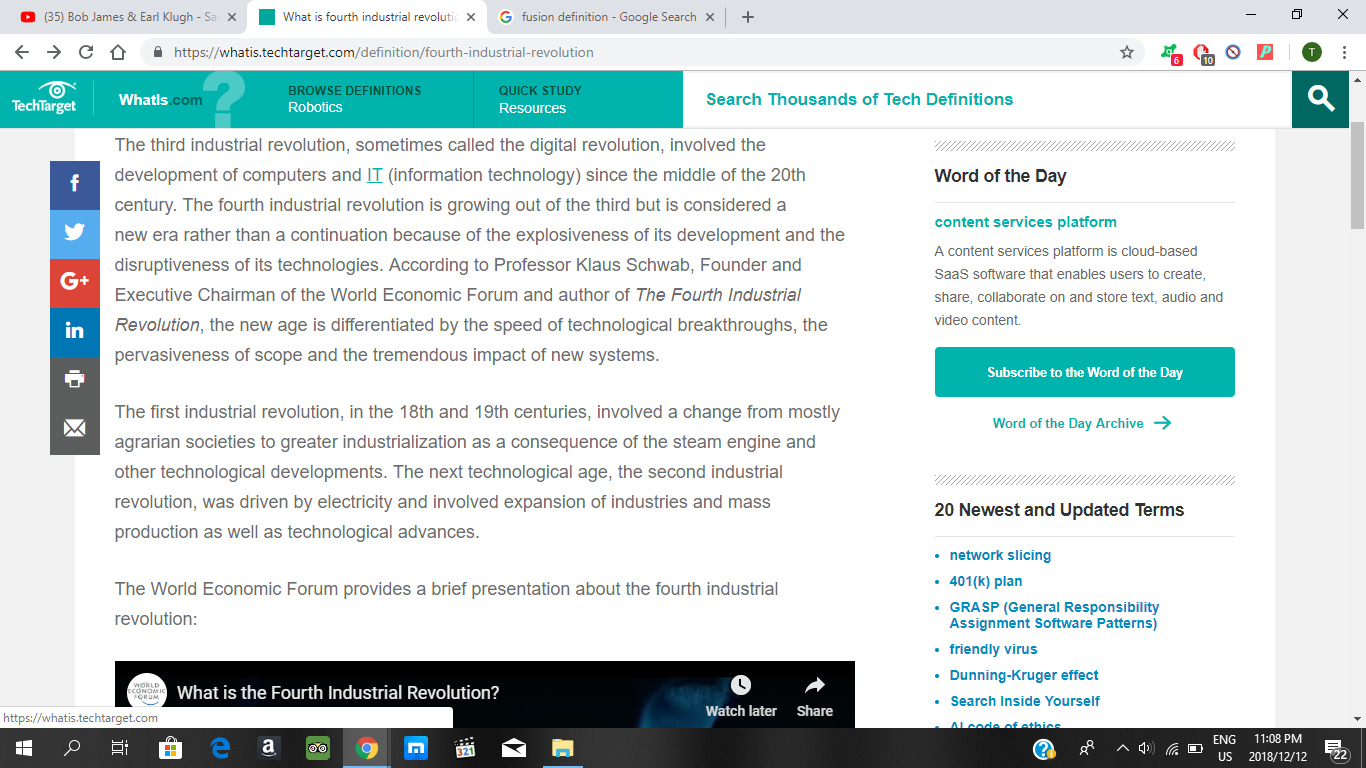 (35) Bob James & Earl Klugh - Sa
What is fourth industrial revolutio
fusion definition - Google Search
https://whatis.techtarget.com/definition/fourth-industrial-revolution
6
10
T
TechTarget
WhatIs.com
?
BROWSE DEFINITIONS
Robotics
QUICK STUDY
Resources
Search Thousands of Tech Definitions
f
G+
in
The third industrial revolution, sometimes called the digital revolution, involved the
development of computers and IT (information technology) since the middle of the 20th
century. The fourth industrial revolution is growing out of the third but is considered a
new era rather than a continuation because of the explosiveness of its development and the
disruptiveness of its technologies. According to Professor Klaus Schwab, Founder and
Executive Chairman of the World Economic Forum and author of The Fourth Industrial
Revolution, the new age is differentiated by the speed of technological breakthroughs, the
pervasiveness of scope and the tremendous impact of new systems.
The first industrial revolution, in the 18th and 19th centuries, involved a change from mostly
agrarian societies to greater industrialization as a consequence of the steam engine and
other technological developments. The next technological age, the second industrial
revolution, was driven by electricity and involved expansion of industries and mass
production as well as technological advances.
The World Economic Forum provides a brief presentation about the fourth industrial
revolution:
WORLD
ECONOMIC
FORUM
What is the Fourth Industrial Revolution?
Watch later
Share
Word of the Day
content services platform
A content services platform is cloud-based
SaaS software that enables users to create,
share, collaborate on and store text, audio and
video content.
Subscribe to the Word of the Day
Word of the Day Archive
20 Newest and Updated Terms
network slicing
401(k) plan
GRASP (General Responsibility
Assignment Software Patterns)
friendly virus
Dunning-Kruger effect
Search Inside Yourself
AI code of ethics
https://whatis.techtarget.com
a
321
ENG
US
11:08 PM
2018/12/12
22